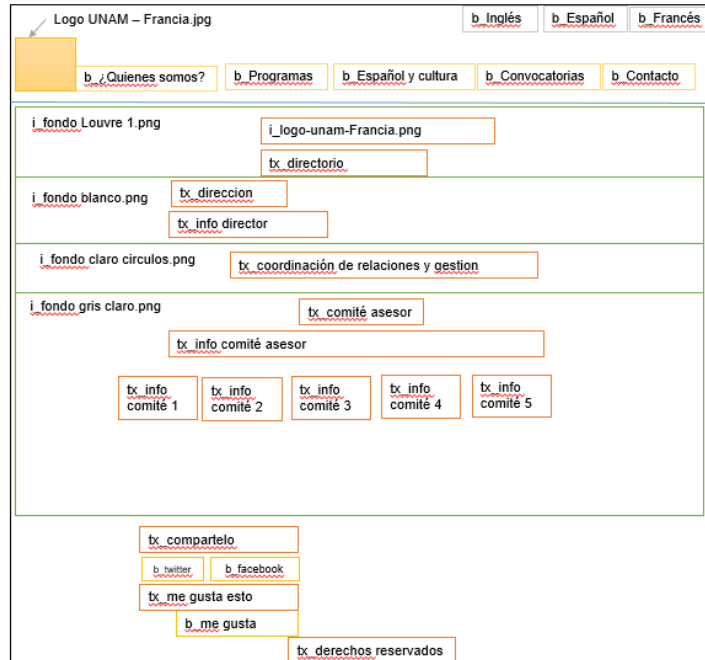 Logo UNAM – Francia.jpg
b_Inglés
b_Español
b_Francés
b_¿Quienes somos?
b_Programas
b_Español y cultura
b_Convocatorias
b_Contacto
i_fondo Louvre 1.png
i_logo-unam-Francia.png
tx_directorio
i_fondo blanco.png
tx_direccion
tx_info director
i_fondo claro circulos.png
tx_coordinación de relaciones y gestion
i_fondo gris claro.png
tx_comité asesor
tx_info comité asesor
tx_info
comité 1
tx_info
comité 2
tx_info
comité 3
tx_info
comité 4
tx_info
comité 5
tx_compartelo
b_twitter
b_facebook
tx_me gusta esto
b_me gusta
tx_derechos reservados